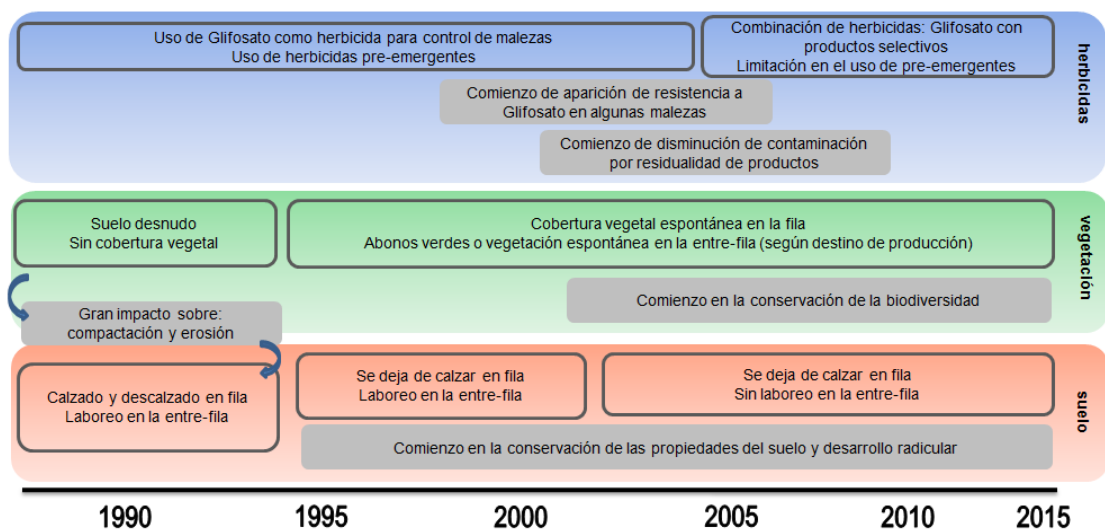 Uso de Glifosato como herbicida para control de malezas
Uso de herbicidas pre-emergentes
Combinación de herbicidas: Glifosato con
productos selectivos
Limitación en el uso de pre-emergentes
herbicidas
Comienzo de aparición de resistencia a
Glifosato en algunas malezas
Comienzo de disminución de contaminación
por residualidad de productos
Suelo desnudo
Sin cobertura vegetal
Cobertura vegetal espontánea en la fila
Abonos verdes o vegetación espontánea en la entre-fila (según destino de producción)
vegetación
Comienzo en la conservación de la biodiversidad
Gran impacto sobre:
compactación y erosión
Calzado y descalzado en fila
Laboreo en la entre-fila
Se deja de calzar en fila
Laboreo en la entre-fila
Se deja de calzar en fila
Sin laboreo en la entre-fila
suelo
Comienzo en la conservación de las propiedades del suelo y desarrollo radicular
1990 1995 2000 2005 2010 2015